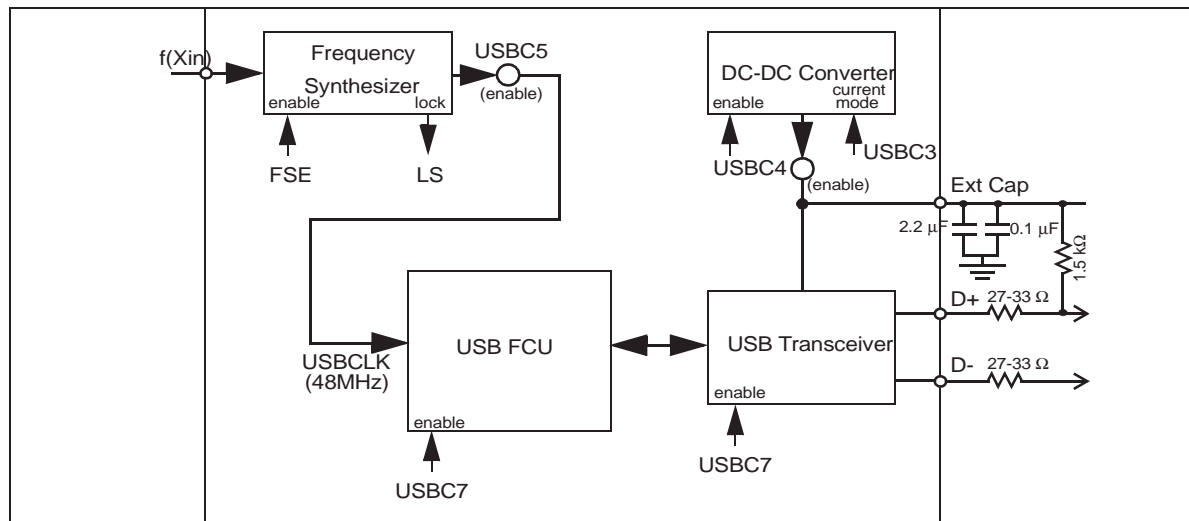 f(Xin)
Frequency
Synthesizer
enable
lock
USBC5
(enable)
FSE
LS
DC-DC Converter
enable
current
mode
USBC4
USBC3
(enable)
Ext Cap
2.2 μF
0.1 μF
1.5 kΩ
USBCLK
(48MHz)
USB FCU
enable
USBC7
USB Transceiver
enable
USBC7
D+
27-33 Ω
D-
27-33 Ω